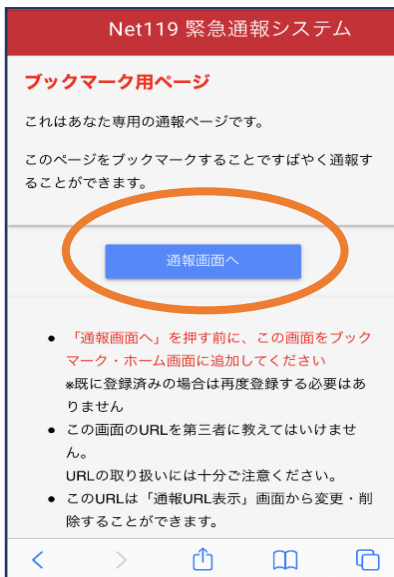 Net119 緊急通報システム
ブックマーク用ページ
これはあなた専用の通報ページです。
このページをブックマークすることですばやく通報す
ることができます。
通報画面へ
● 「通報画面へ」を押す前に、この画面をブック
マーク・ホーム画面に追加してください
※既に登録済みの場合は再度登録する必要はあ
りません
● この画面のURLを第三者に教えてはいけませ
ん。
URLの取り扱いには十分ご注意ください。
● このURLは「通報URL表示」画面から変更・削
除することができます。